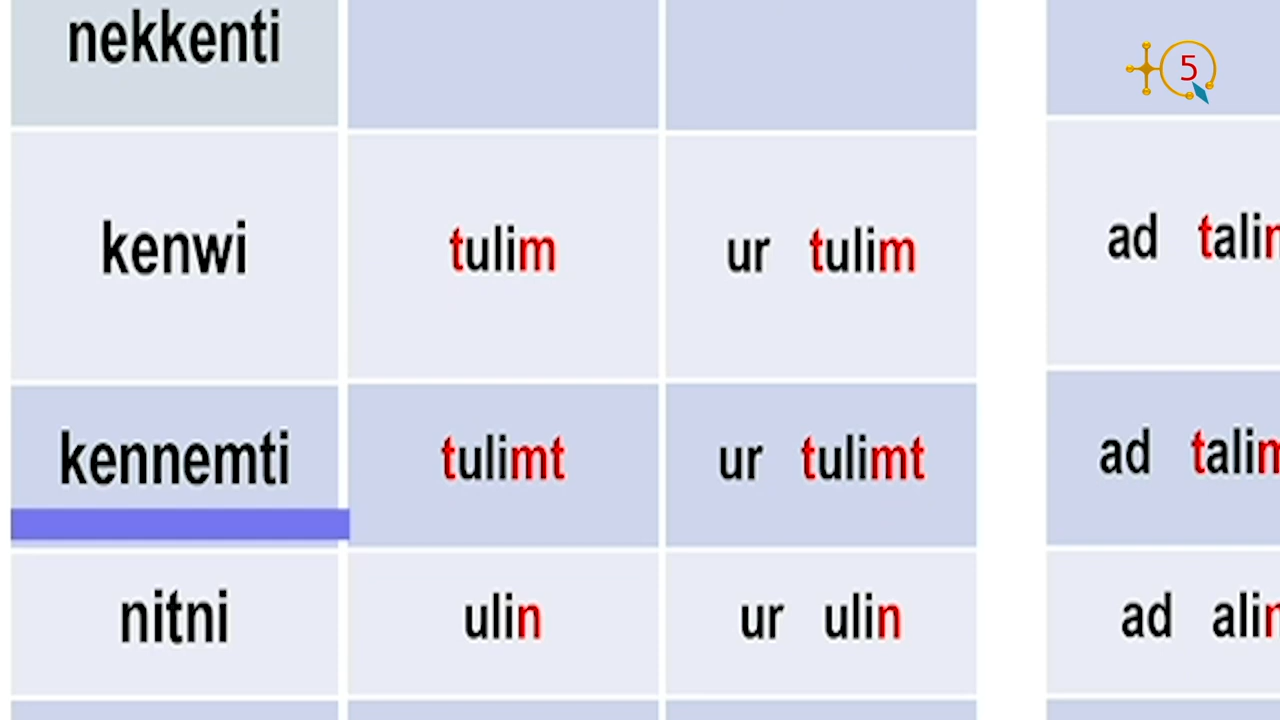 nekkenti
5
kenwi tulim ur tulim ad
kennemti tulimt ur tulimt ad
nitni ulin ur ulin ad